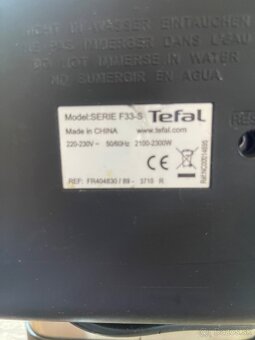 NICHT IN WASSER EINTAUCHEN
NE PAS IMMERGER DANS L'EAU
DO NOT IMMERSE IN WATER
NO SUMERGIR EN AGUA.
Model:SERIE F33-S Tefal
Made in CHINA www.tefal.com
220-230V ~ 50/60Hz 2100-2300W
CE
REF: FR404830 / 89 - 3718 R